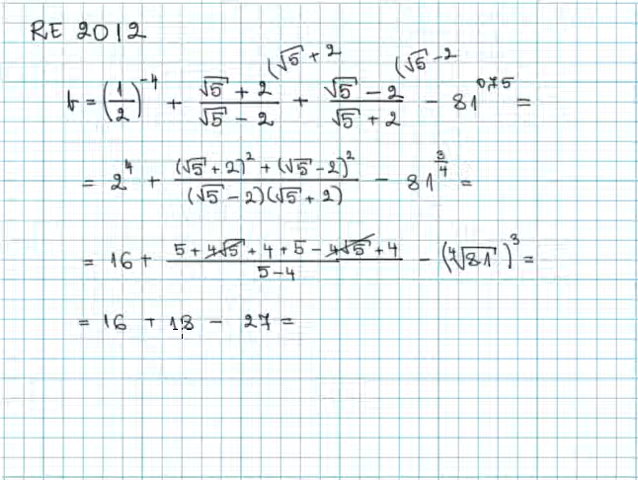 RE 2012
(√5 + 2 (√5 - 2
b = (1/2)^-4 + (√5 + 2)/(√5 - 2) + (√5 - 2)/(√5 + 2) - 81^0,75 =
= 2^4 + ((√5 + 2)^2 + (√5 - 2)^2)/((√5 - 2)(√5 + 2)) - 81^(3/4) =
= 16 + (5 + 4√5 + 4 + 5 - 4√5 + 4)/(5 - 4) - (∜81)^3 =
= 16 + 18 - 27 =